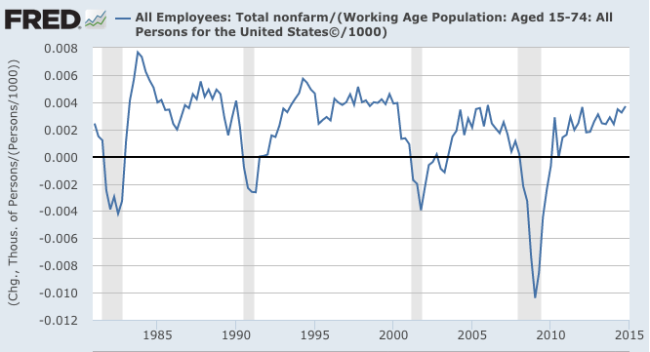 FRED
All Employees: Total nonfarm/(Working Age Population: Aged 15-74: All
Persons for the United States©/1000)
(Chg., Thous. of Persons/(Persons/1000))
0.008
0.006
0.004
0.002
0.000
-0.002
-0.004
-0.006
-0.008
-0.010
-0.012
1985 1990 1995 2000 2005 2010 2015